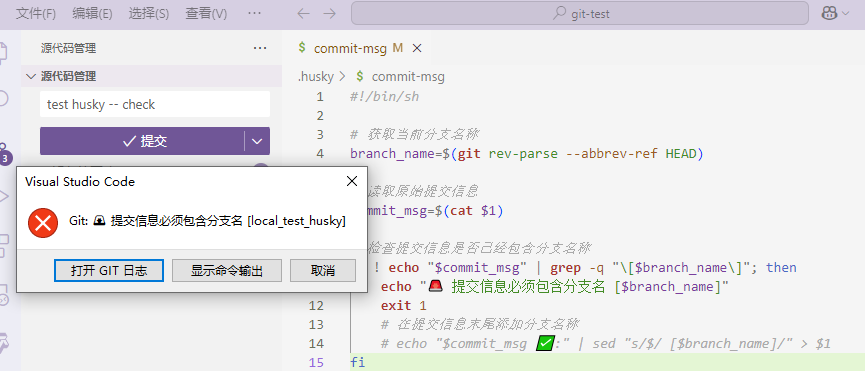 文件(F) 编辑(E) 选择(S) 查看(V) ··· git-test
源代码管理 ···
源代码管理
test husky -- check
提交
3
Visual Studio Code
Git: 🚨 提交信息必须包含分支名 [local_test_husky]
打开 GIT 日志 显示命令输出 取消
$ commit-msg M
.husky > $ commit-msg
1 #!/bin/sh
2
3 # 获取当前分支名称
4 branch_name=$(git rev-parse --abbrev-ref HEAD)
读取原始提交信息
mmit_msg=$(cat $1)
检查提交信息是否已经包含分支名称
! echo "$commit_msg" | grep -q "\[$branch_name\]"; then
echo "🚨 提交信息必须包含分支名 [$branch_name]"
12 exit 1
13 # 在提交信息末尾添加分支名称
14 # echo "$commit_msg ✅:" | sed "s/$/ [$branch_name]/" > $1
15 fi